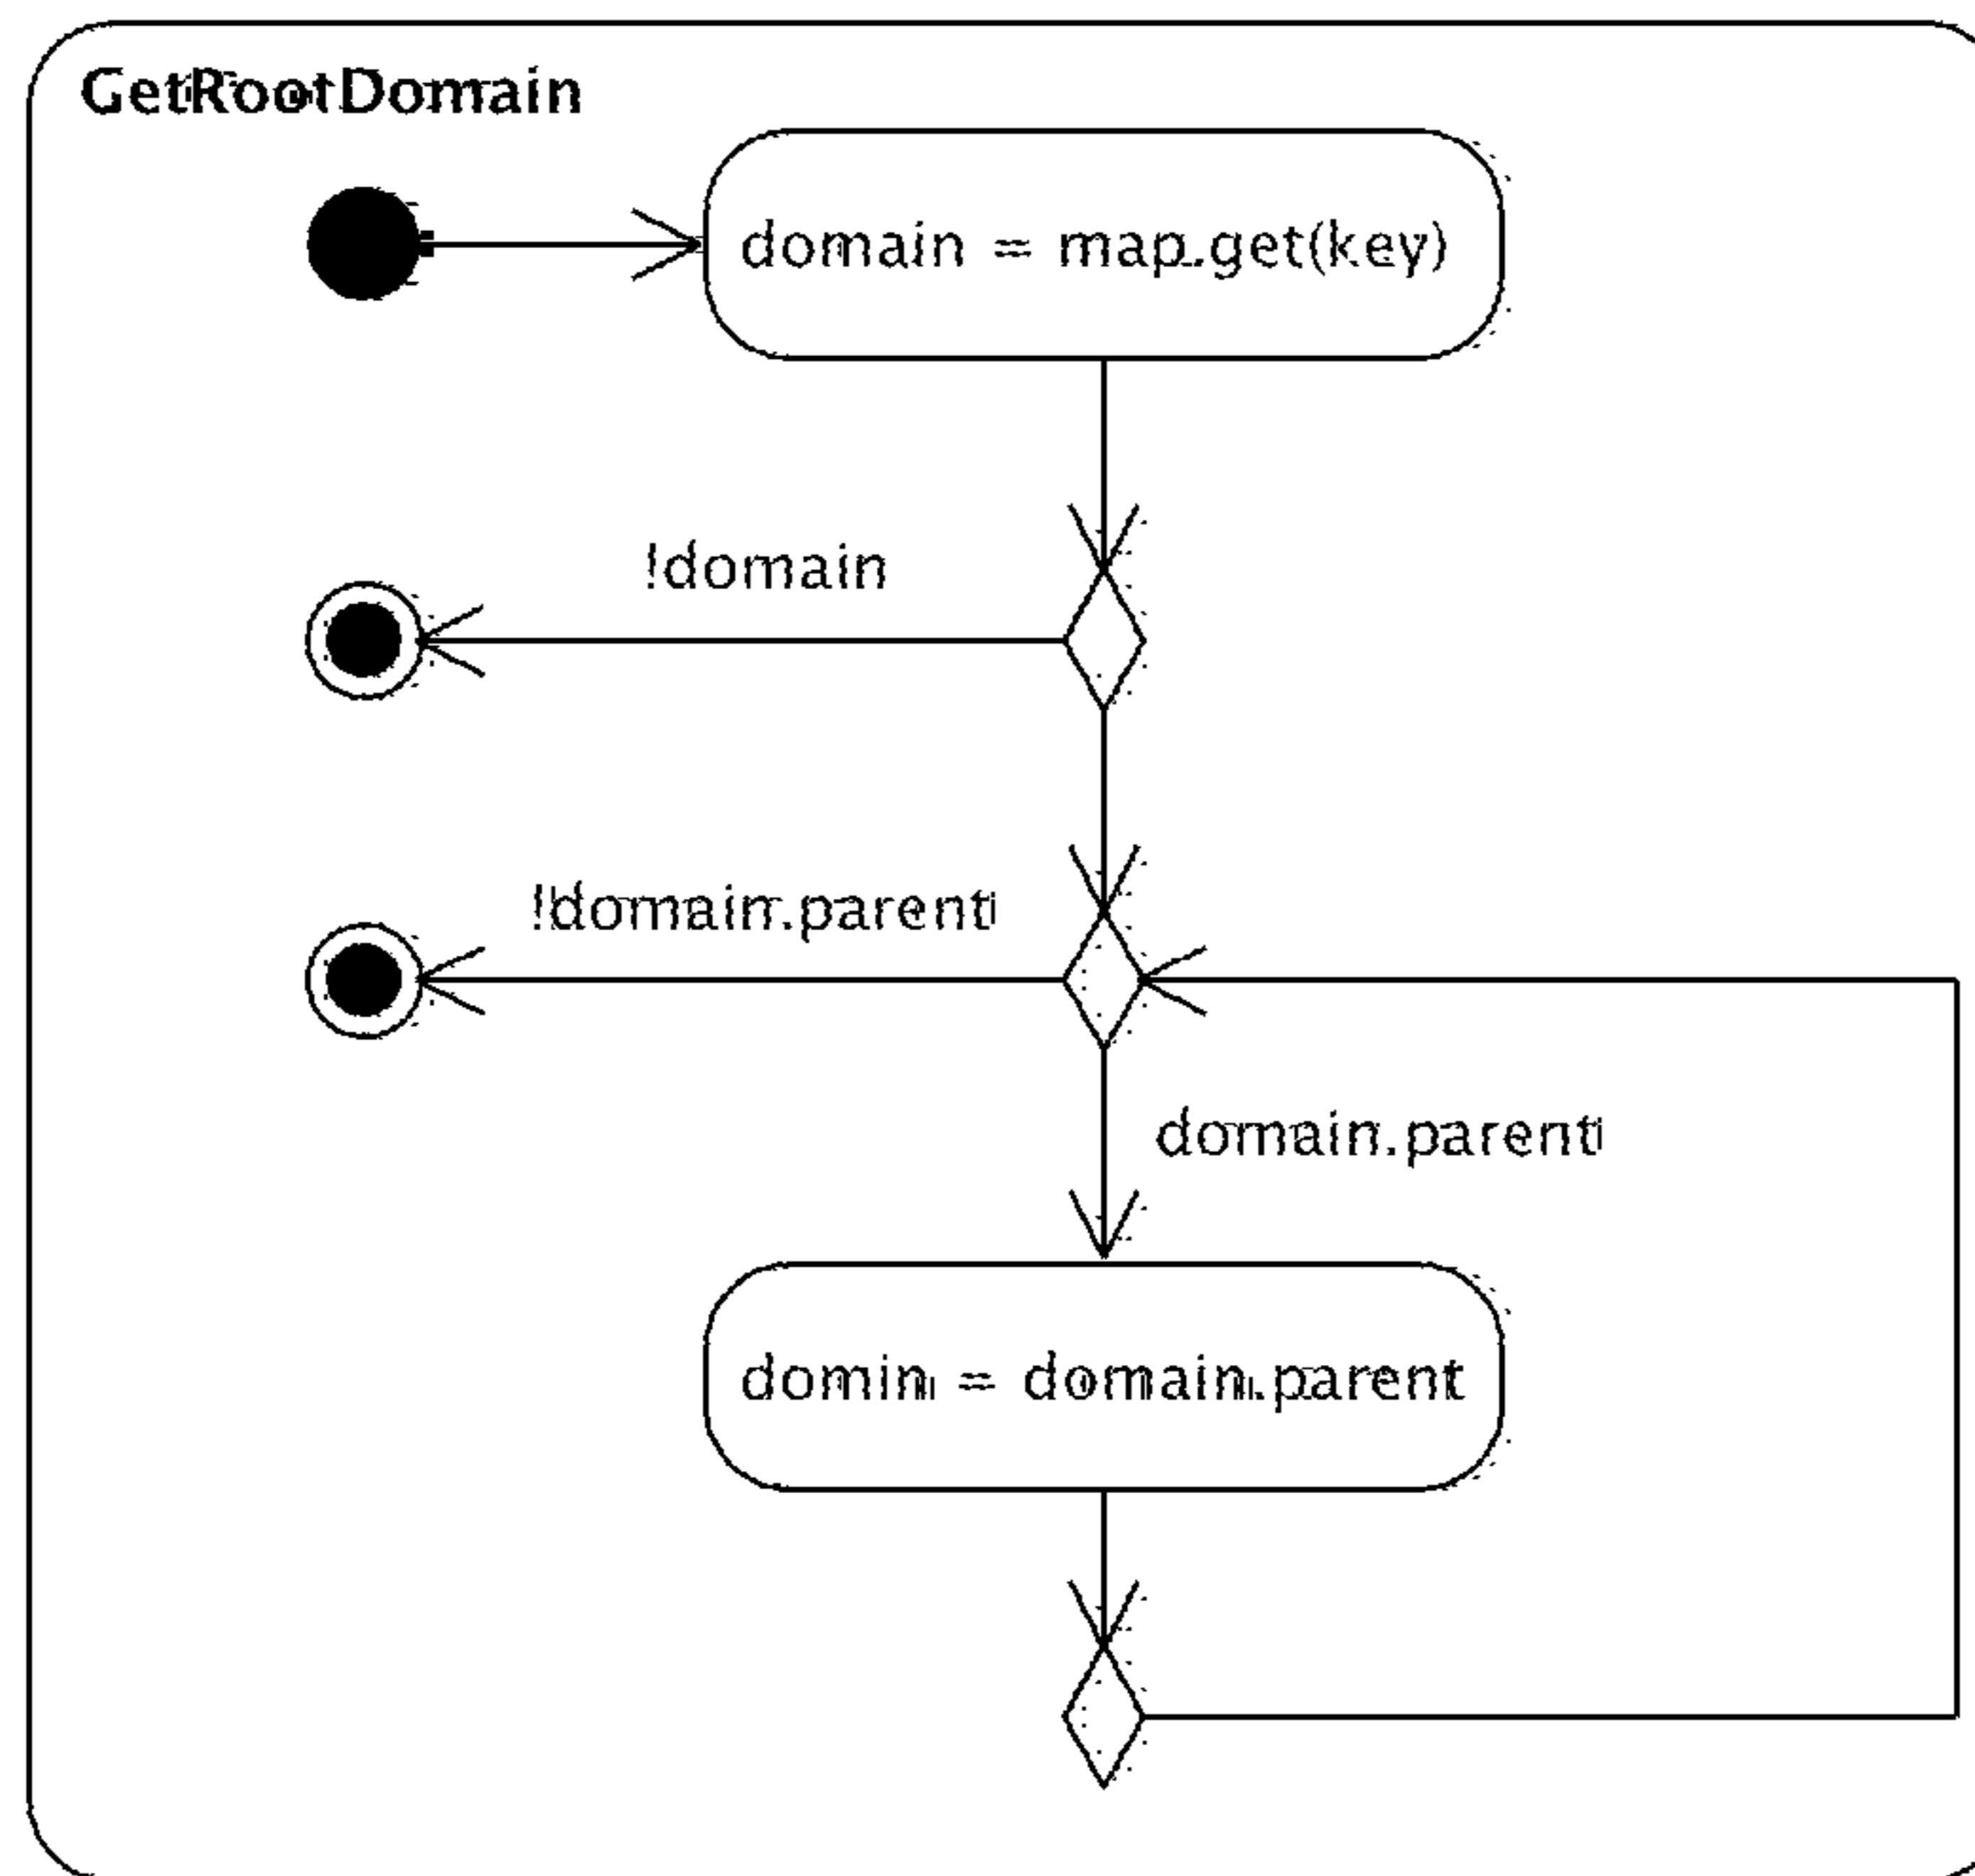 GetRootDomain
domain = map.get(key)
!domain
!domain.parent
domain.parent
domin = domain.parent